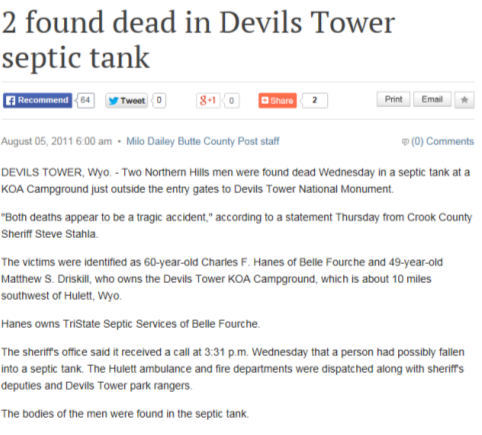 2 found dead in Devils Tower
septic tank
Recommend 64 Tweet 0 g+1 0 Share 2 Print Email
August 05, 2011 6:00 am • Milo Dailey Butte County Post staff (0) Comments
DEVILS TOWER, Wyo. - Two Northern Hills men were found dead Wednesday in a septic tank at a
KOA Campground just outside the entry gates to Devils Tower National Monument.
"Both deaths appear to be a tragic accident," according to a statement Thursday from Crook County
Sheriff Steve Stahla.
The victims were identified as 60-year-old Charles F. Hanes of Belle Fourche and 49-year-old
Matthew S. Driskill, who owns the Devils Tower KOA Campground, which is about 10 miles
southwest of Hulett, Wyo.
Hanes owns TriState Septic Services of Belle Fourche.
The sheriff's office said it received a call at 3:31 p.m. Wednesday that a person had possibly fallen
into a septic tank. The Hulett ambulance and fire departments were dispatched along with sheriff's
deputies and Devils Tower park rangers.
The bodies of the men were found in the septic tank.